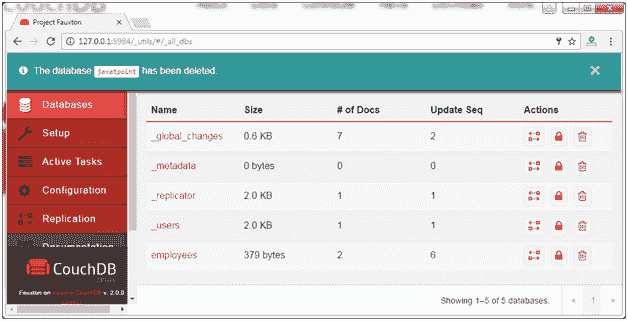 Project Fauxton
127.0.0.1:5984/_utils/#/_all_dbs
The database javatpoint has been deleted.
Databases
Setup
Active Tasks
Configuration
Replication
Documentation
CouchDB
Fauxton on Apache CouchDB v. 2.0.0
Name Size # of Docs Update Seq Actions
_global_changes 0.6 KB 7 2
_metadata 0 bytes 0 0
_replicator 2.0 KB 1 1
_users 2.0 KB 1 1
employees 379 bytes 2 6
Showing 1–5 of 5 databases. « 1 »